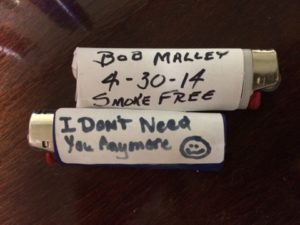 BOB MALLEY
4-30-14
SMOKE FREE
I DON'T NEED
You Anymore